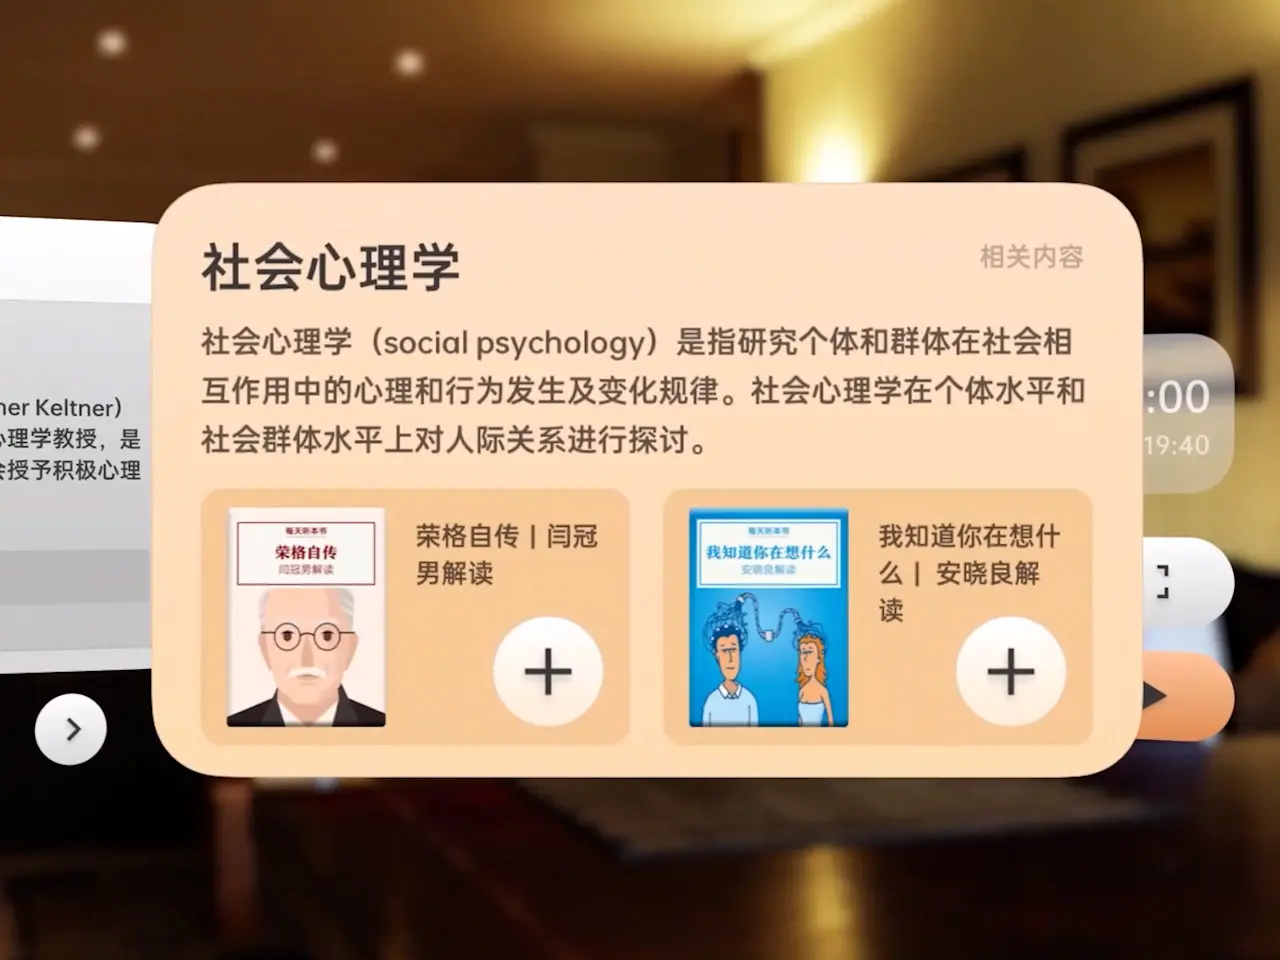 社会心理学
相关内容
社会心理学（social psychology）是指研究个体和群体在社会相
互作用中的心理和行为发生及变化规律。社会心理学在个体水平和
社会群体水平上对人际关系进行探讨。
每天听本书
荣格自传
闫冠男解读
荣格自传 | 闫冠
男解读
每天听本书
我知道你在想什么
安晓良解读
我知道你在想什
么 | 安晓良解
读
ner Keltner）
心理学教授，是
会授予积极心理
:00
19:40